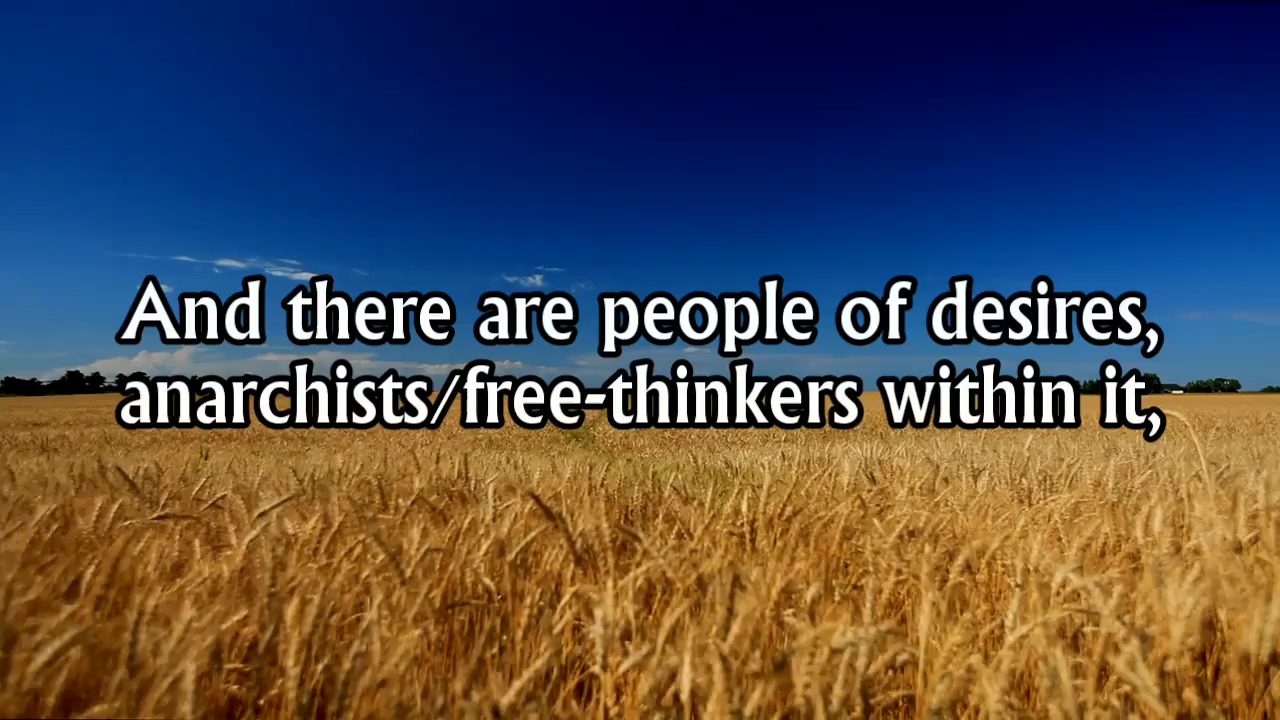 And there are people of desires,
anarchists/free-thinkers within it,